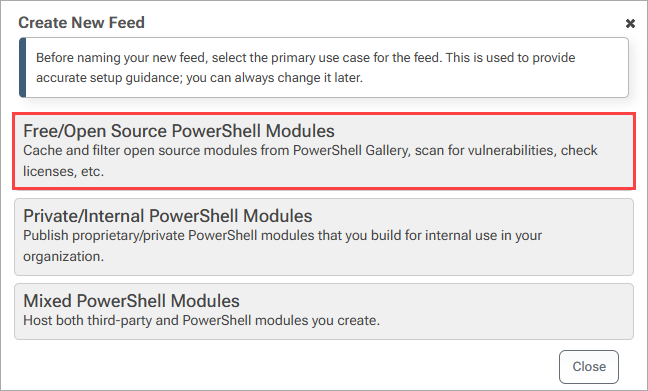 Create New Feed
Before naming your new feed, select the primary use case for the feed. This is used to provide
accurate setup guidance; you can always change it later.
Free/Open Source PowerShell Modules
Cache and filter open source modules from PowerShell Gallery, scan for vulnerabilities, check
licenses, etc.
Private/Internal PowerShell Modules
Publish proprietary/private PowerShell modules that you build for internal use in your
organization.
Mixed PowerShell Modules
Host both third-party and PowerShell modules you create.
Close